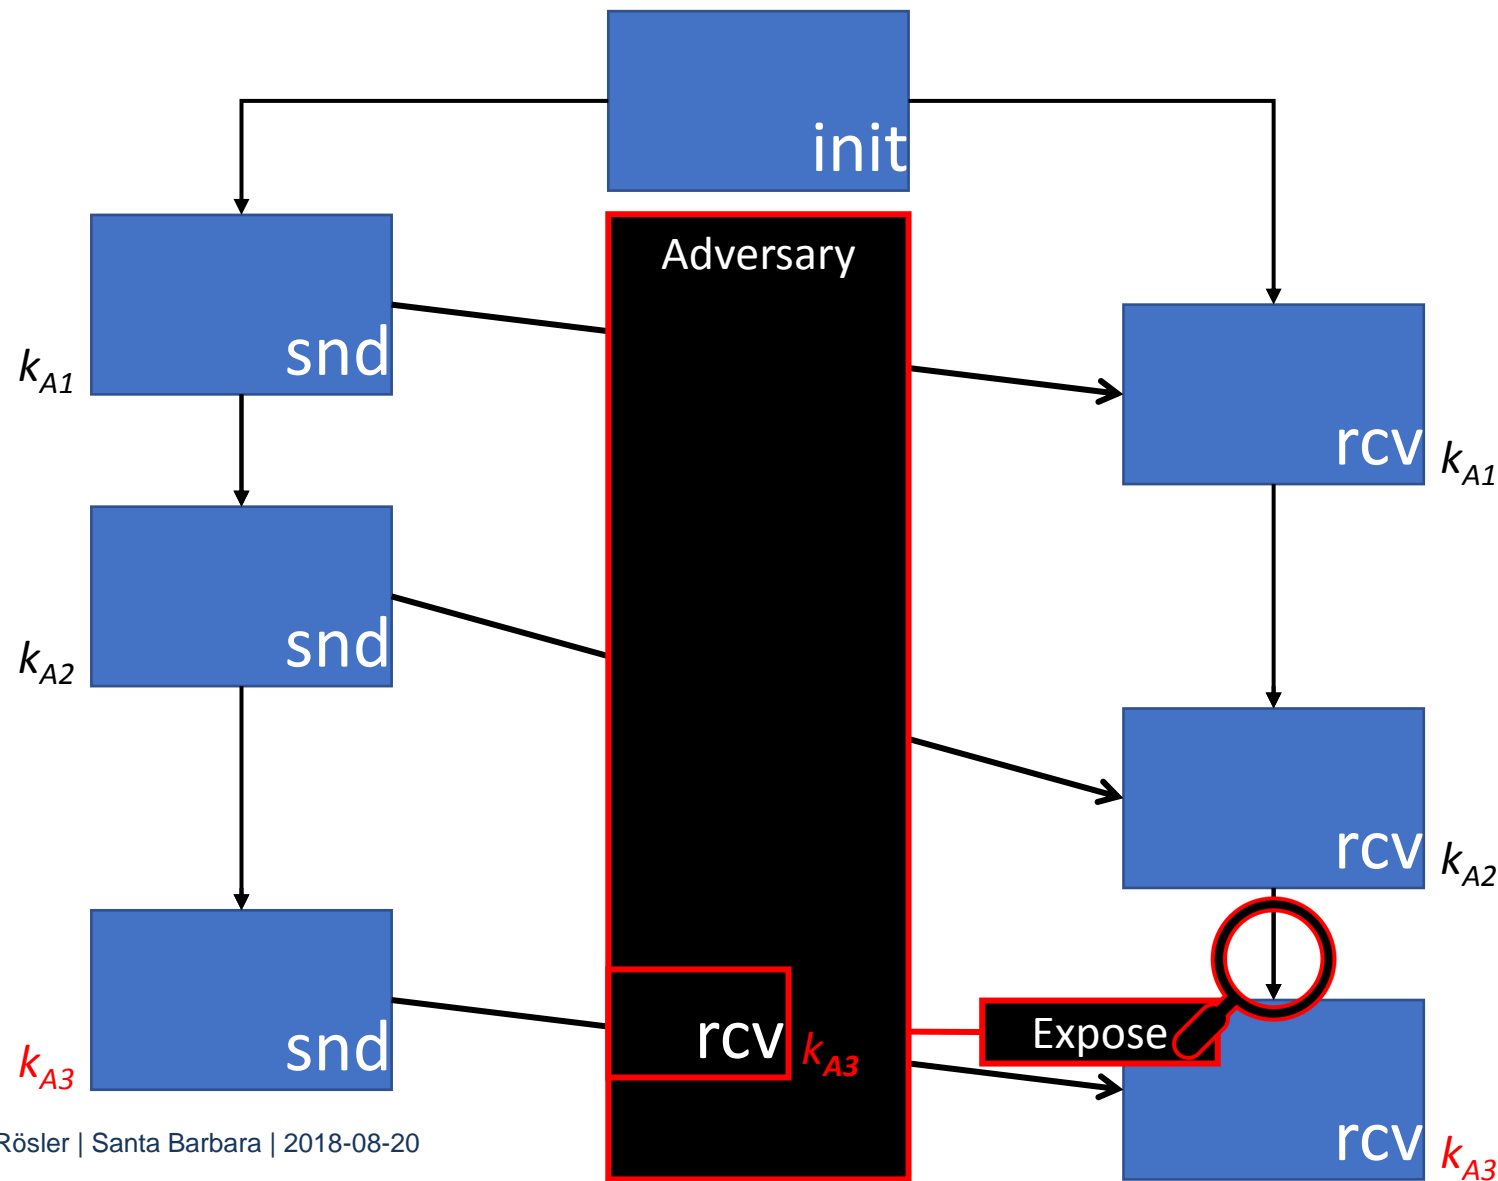 init
Adversary
snd
k_A1
rcv
k_A1
snd
k_A2
rcv
k_A2
snd
k_A3
rcv
k_A3
Expose
rcv
k_A3
Rösler | Santa Barbara | 2018-08-20